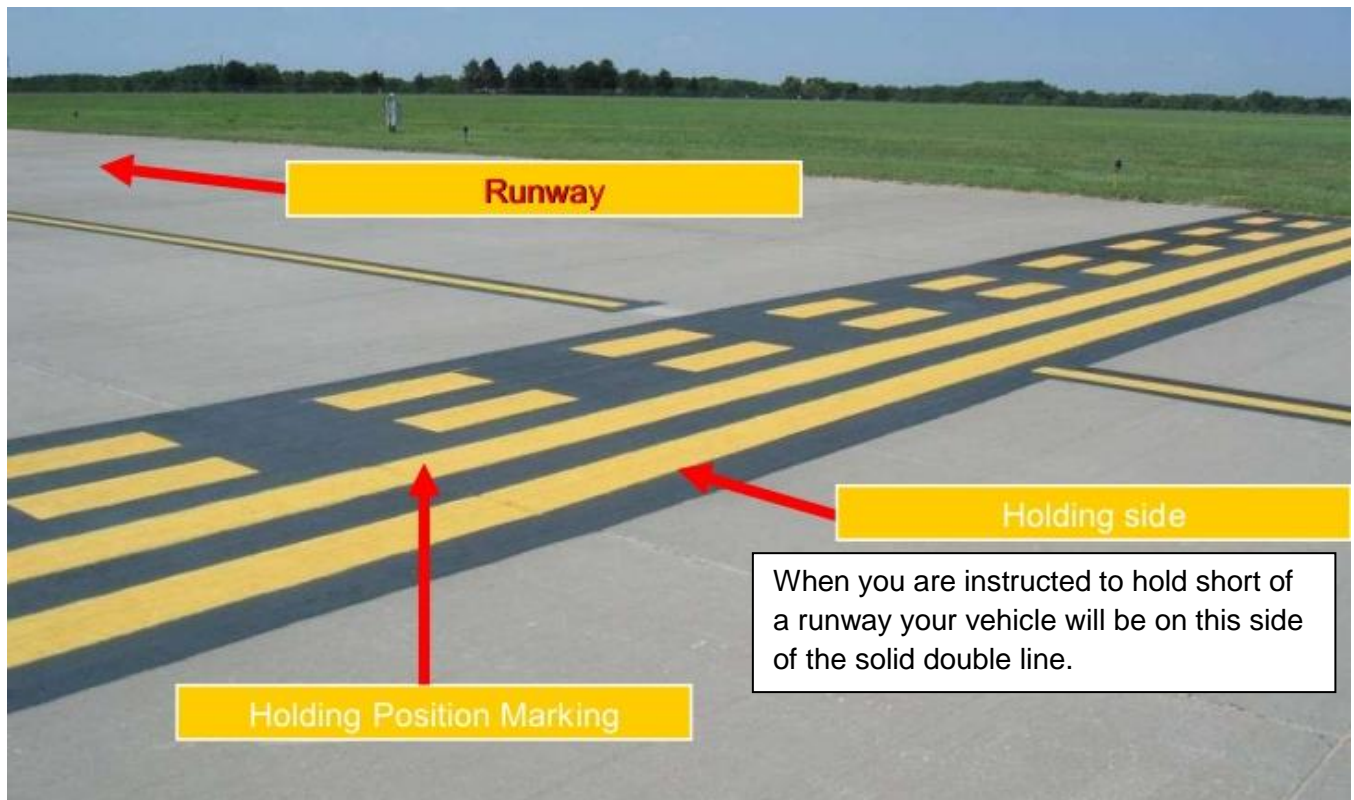 Runway
Holding side
When you are instructed to hold short of
a runway your vehicle will be on this side
of the solid double line.
Holding Position Marking